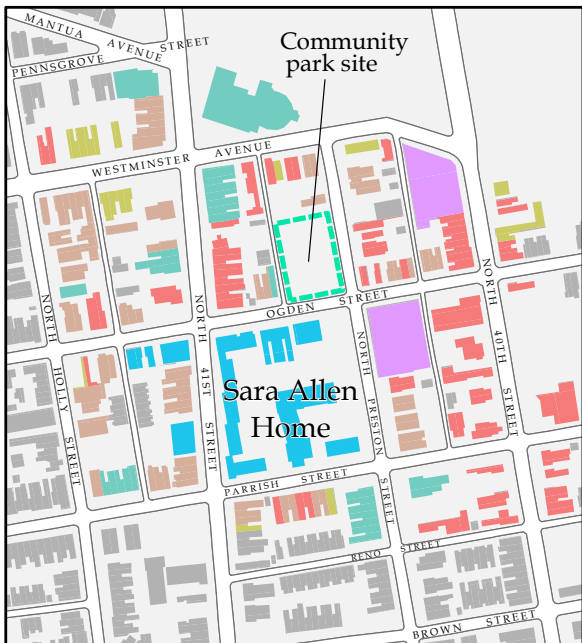 MANTUA
AVENUE
PENNSGROVE STREET
Community
park site
WESTMINSTER AVENUE
NORTH HOLLY STREET
NORTH 41ST STREET
OGDEN STREET
NORTH PRESTON STREET
NORTH 40TH STREET
Sara Allen
Home
PARRISH STREET
RENO STREET
BROWN STREET